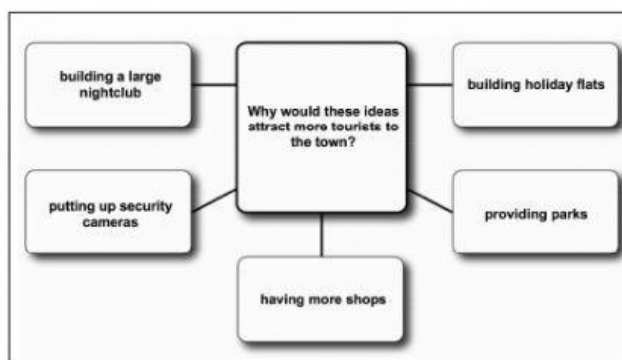 building a large
nightclub
Why would these ideas
attract more tourists to
the town?
building holiday flats
putting up security
cameras
providing parks
having more shops